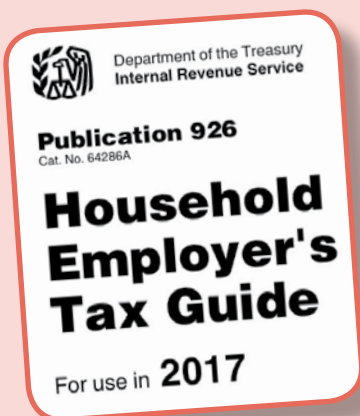 Department of the Treasury
Internal Revenue Service
Publication 926
Cat. No. 64286A
Household
Employer's
Tax Guide
For use in 2017